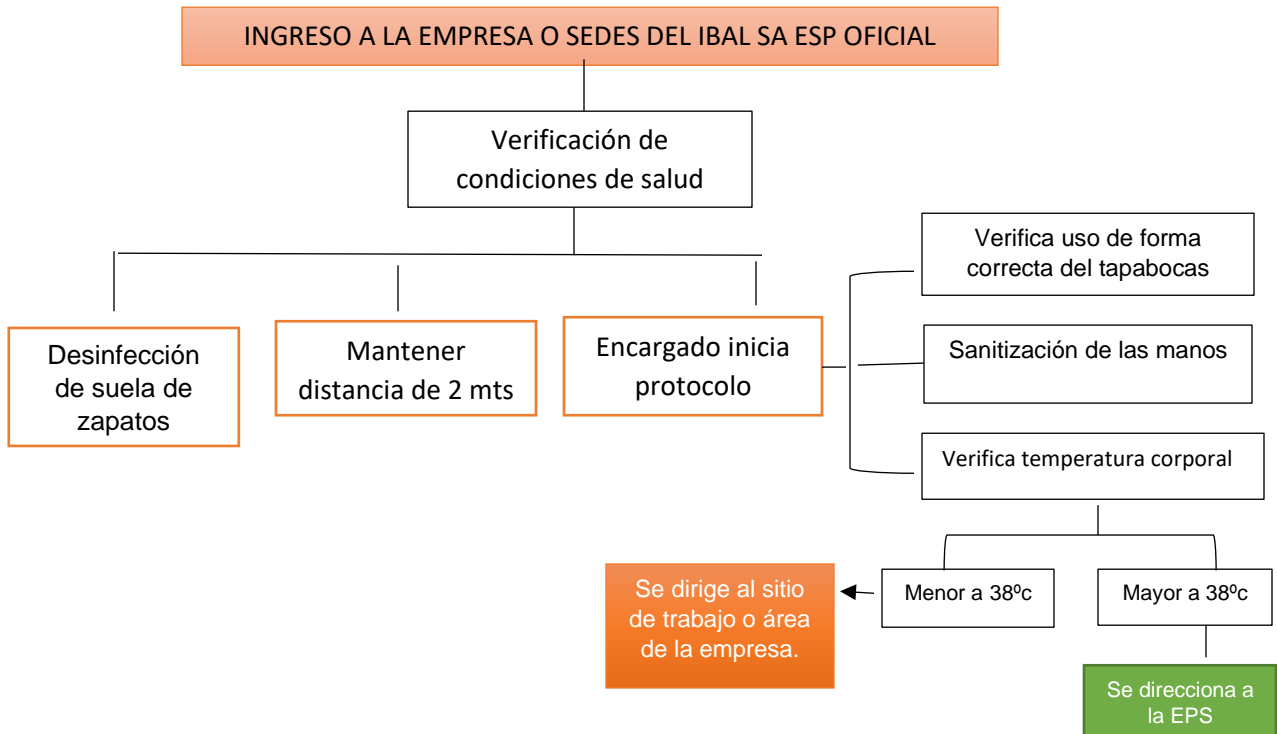 INGRESO A LA EMPRESA O SEDES DEL IBAL SA ESP OFICIAL
Verificación de
condiciones de salud
Desinfección
de suela de
zapatos
Mantener
distancia de 2 mts
Encargado inicia
protocolo
Verifica uso de forma
correcta del tapabocas
Sanitización de las manos
Verifica temperatura corporal
Se dirige al sitio
de trabajo o área
de la empresa.
Menor a 38ºc
Mayor a 38ºc
Se direcciona a
la EPS